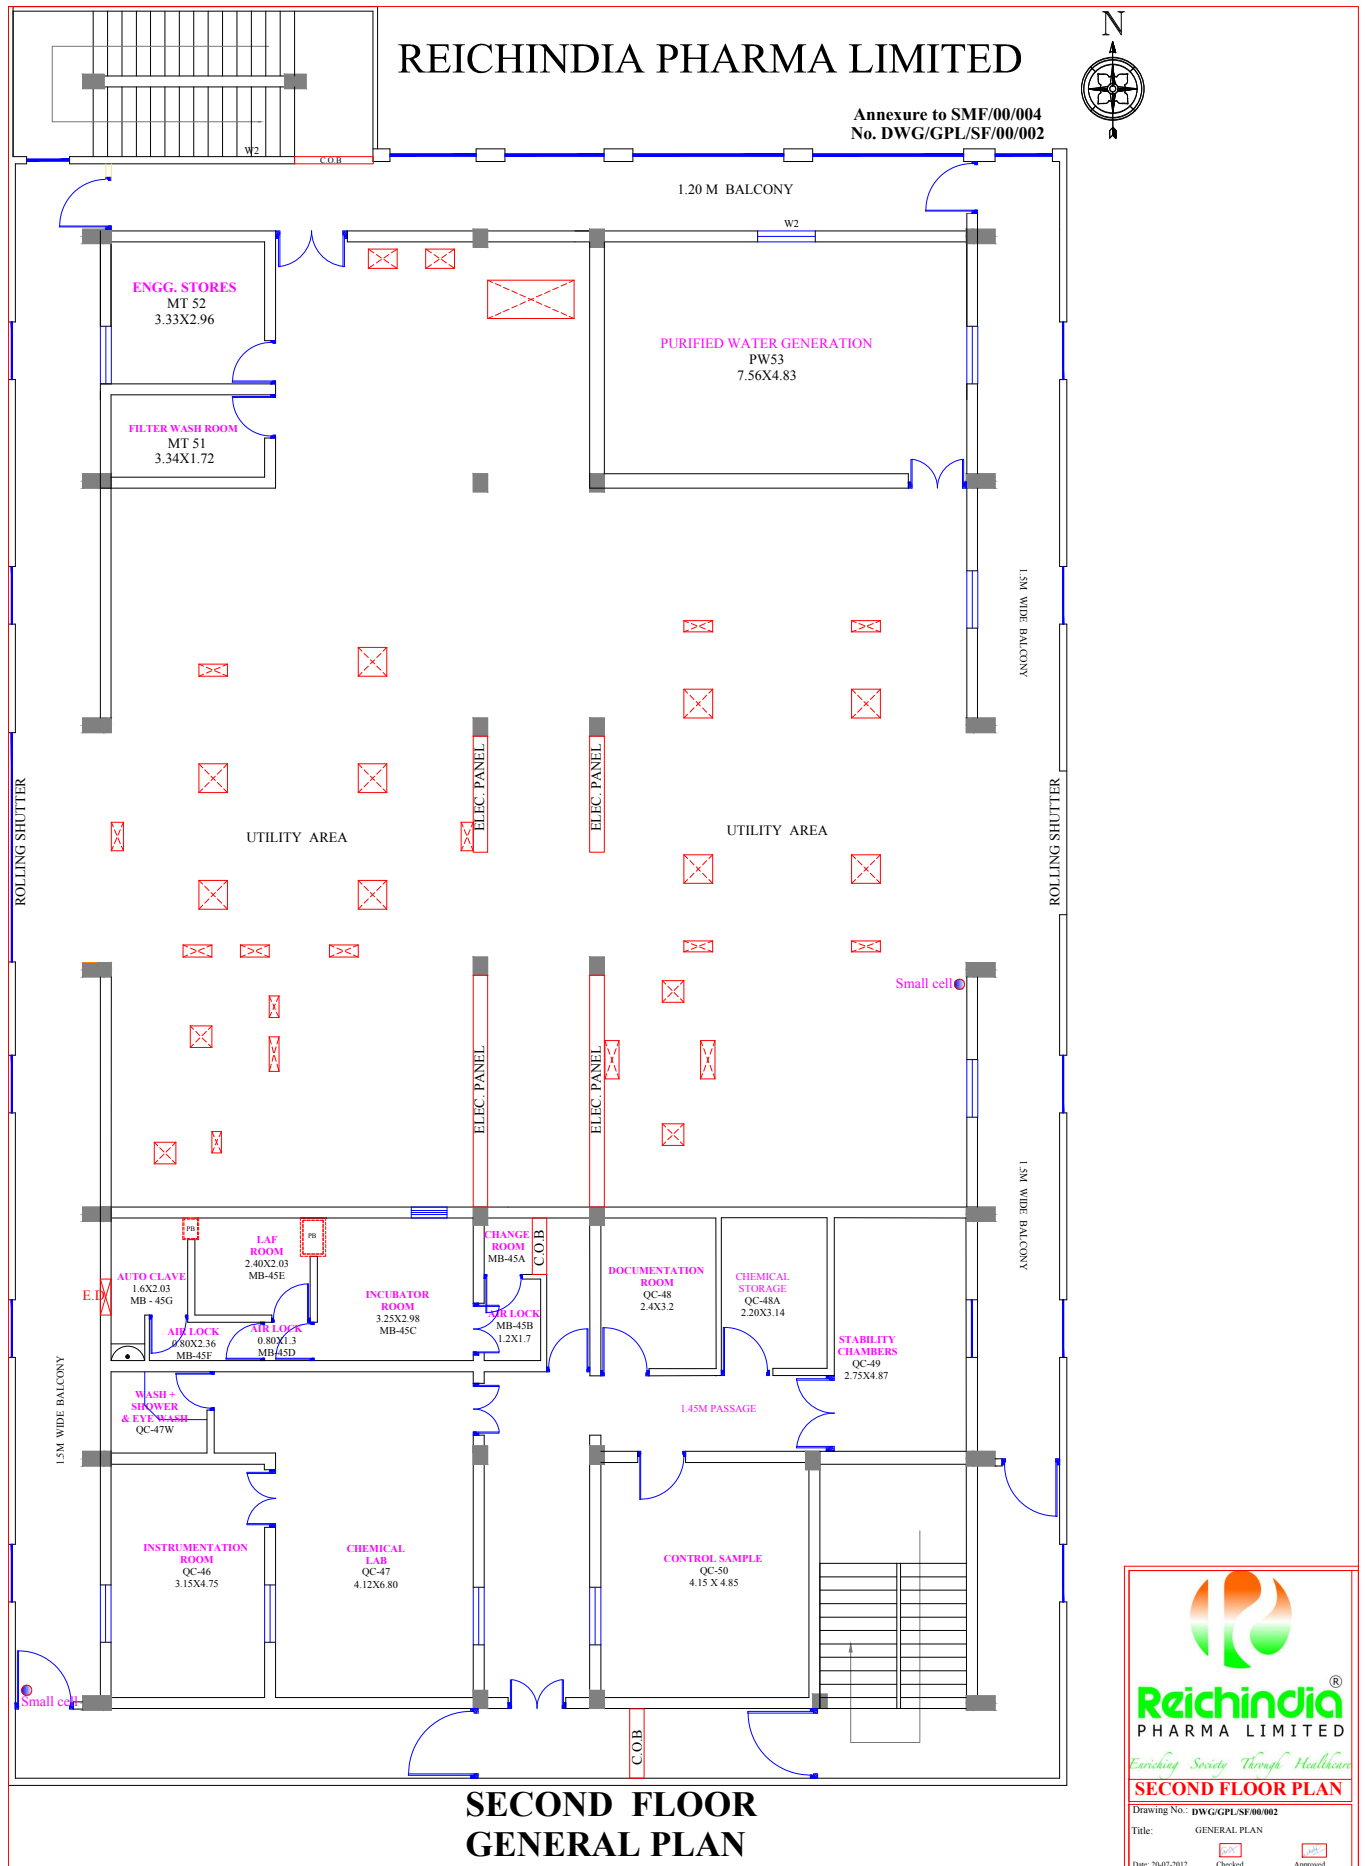 N
REICHINDIA PHARMA LIMITED
Annexure to SMF/00/004
No. DWG/GPL/SF/00/002
W2
C.O.B
1.20 M BALCONY
W2
ENGG. STORES
MT 52
3.33X2.96
PURIFIED WATER GENERATION
PW53
7.56X4.83
FILTER WASH ROOM
MT 51
3.34X1.72
1.5M WIDE BALCONY
ROLLING SHUTTER
ELEC. PANEL
ELEC. PANEL
ROLLING SHUTTER
UTILITY AREA
UTILITY AREA
Small cell
ELEC. PANEL
ELEC. PANEL
1.5M WIDE BALCONY
PB
PB
LAF
ROOM
2.40X2.03
MB-45E
CHANGE
ROOM
MB-45A
C.O.B
AUTO CLAVE
1.6X2.03
MB - 45G
E.D
INCUBATOR
ROOM
3.25X2.98
MB-45C
DOCUMENTATION
ROOM
QC-48
2.4X3.2
CHEMICAL
STORAGE
QC-48A
2.20X3.14
AIR LOCK
0.80X2.36
MB-45F
AIR LOCK
0.80X1.3
MB-45D
AIR LOCK
MB-45B
1.2X1.7
STABILITY
CHAMBERS
QC-49
2.75X4.87
1.5M WIDE BALCONY
WASH +
SHOWER
& EYE WASH
QC-47W
1.45M PASSAGE
INSTRUMENTATION
ROOM
QC-46
3.15X4.75
CHEMICAL
LAB
QC-47
4.12X6.80
CONTROL SAMPLE
QC-50
4.15 X 4.85
Small cell
C.O.B
SECOND FLOOR
GENERAL PLAN
Reichindia ®
PHARMA LIMITED
Enriching Society Through Healthcare
SECOND FLOOR PLAN
Drawing No.: DWG/GPL/SF/00/002
Title: GENERAL PLAN
Date: 20-07-2012 Checked Approved